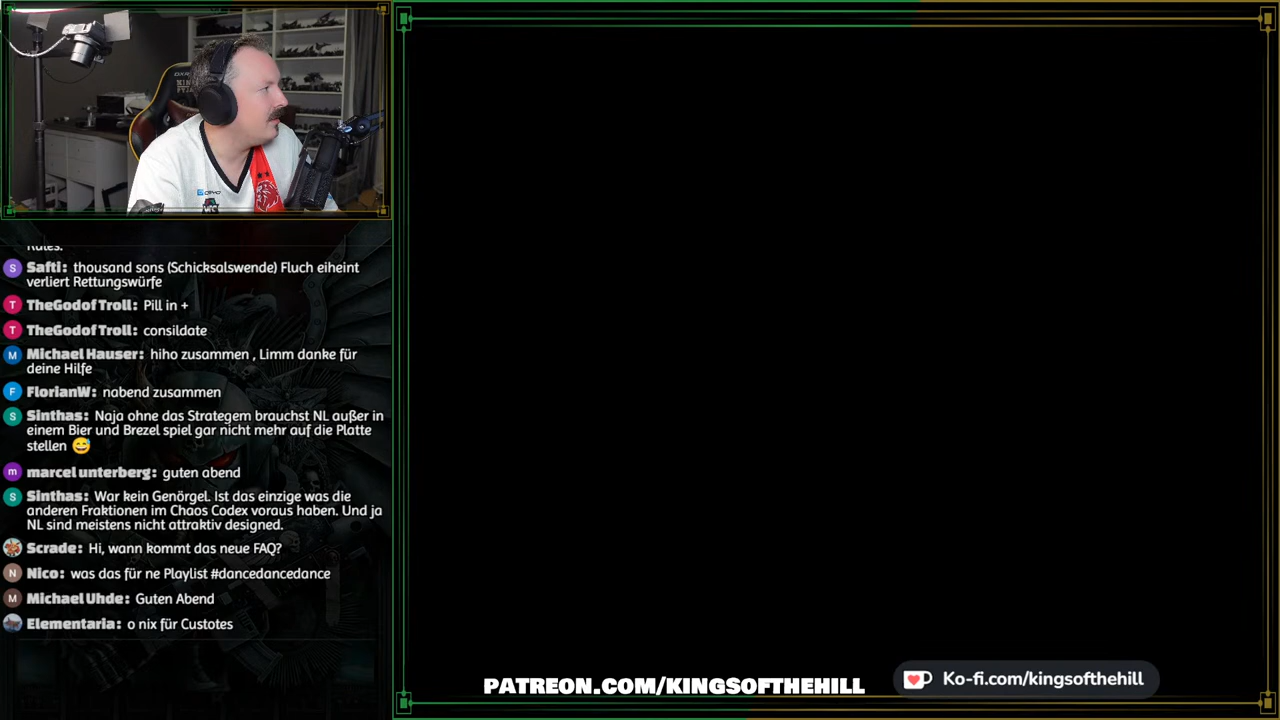 Rules.
S Safti: thousand sons (Schicksalswende) Fluch eiheint
verliert Rettungswürfe
T TheGodofTroll: Pill in +
T TheGodofTroll: consildate
M Michael Hauser: hiho zusammen , Limm danke für
deine Hilfe
F FlorianW: nabend zusammen
S Sinthas: Naja ohne das Strategem brauchst NL außer in
einem Bier und Brezel spiel gar nicht mehr auf die Platte
stellen 😅
m marcel unterberg: guten abend
S Sinthas: War kein Genörgel. Ist das einzige was die
anderen Fraktionen im Chaos Codex voraus haben. Und ja
NL sind meistens nicht attraktiv designed.
Scrade: Hi, wann kommt das neue FAQ?
N Nico: was das für ne Playlist #dancedancedance
M Michael Uhde: Guten Abend
Elementaria: o nix für Custotes
PATREON.COM/KINGSOFTHEHILL
Ko-fi.com/kingsofthehill